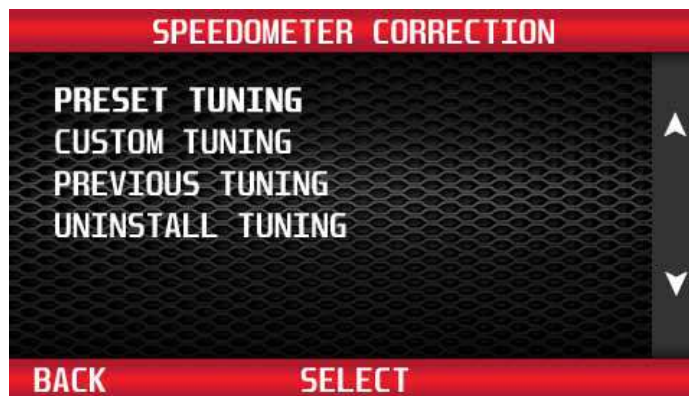 SPEEDOMETER CORRECTION
PRESET TUNING
CUSTOM TUNING
PREVIOUS TUNING
UNINSTALL TUNING
BACK SELECT